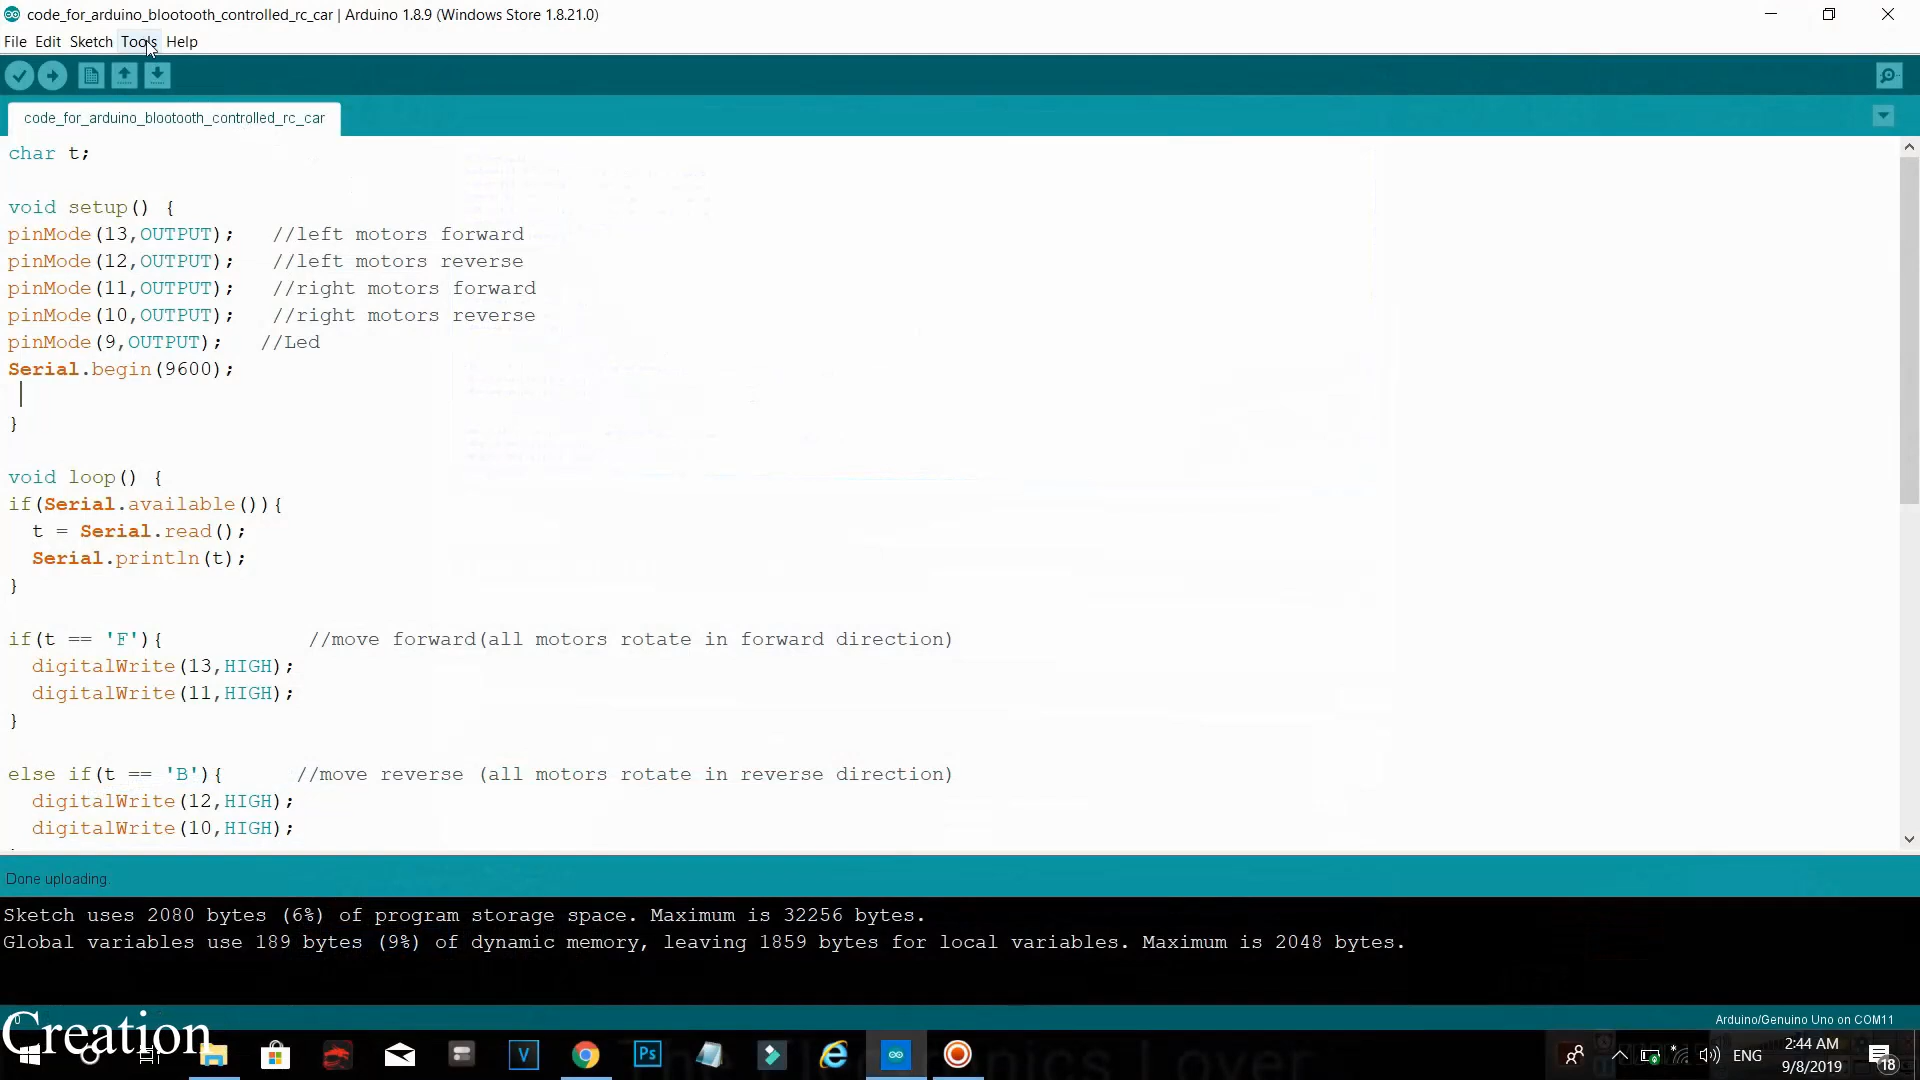 code_for_arduino_blootooth_controlled_rc_car | Arduino 1.8.9 (Windows Store 1.8.21.0)
File Edit Sketch Tools Help
code_for_arduino_blootooth_controlled_rc_car
char t;
void setup() {
pinMode(13,OUTPUT);   //left motors forward
pinMode(12,OUTPUT);   //left motors reverse
pinMode(11,OUTPUT);   //right motors forward
pinMode(10,OUTPUT);   //right motors reverse
pinMode(9,OUTPUT);   //Led
Serial.begin(9600);
}
void loop() {
if(Serial.available()){
  t = Serial.read();
  Serial.println(t);
}
if(t == 'F'){            //move forward(all motors rotate in forward direction)
  digitalWrite(13,HIGH);
  digitalWrite(11,HIGH);
}
else if(t == 'B'){      //move reverse (all motors rotate in reverse direction)
  digitalWrite(12,HIGH);
  digitalWrite(10,HIGH);
Done uploading.
Sketch uses 2080 bytes (6%) of program storage space. Maximum is 32256 bytes.
Global variables use 189 bytes (9%) of dynamic memory, leaving 1859 bytes for local variables. Maximum is 2048 bytes.
Arduino/Genuino Uno on COM11
Creation
The Electronics Lover
V
Ps
ENG
2:44 AM
9/8/2019
18